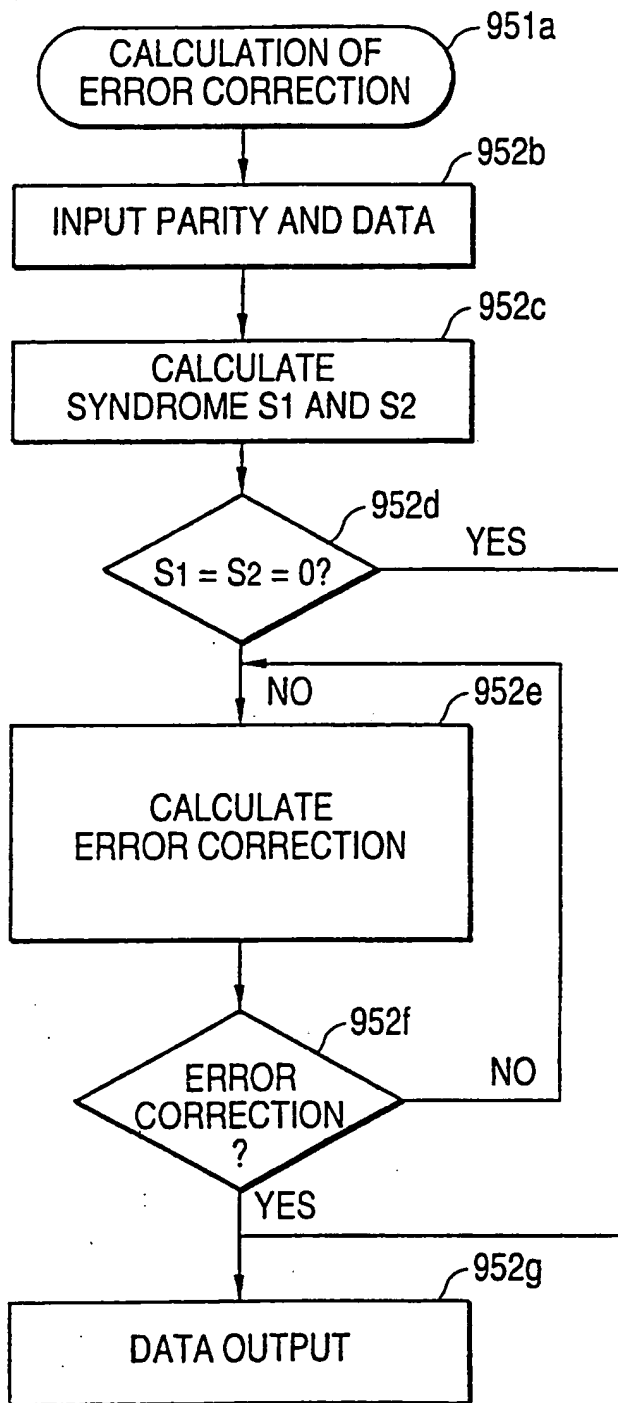 951a
CALCULATION OF
ERROR CORRECTION
952b
INPUT PARITY AND DATA
952c
CALCULATE
SYNDROME S1 AND S2
952d
YES
S1 = S2 = 0?
NO
952e
CALCULATE
ERROR CORRECTION
952f
ERROR
CORRECTION
?
NO
YES
952g
DATA OUTPUT